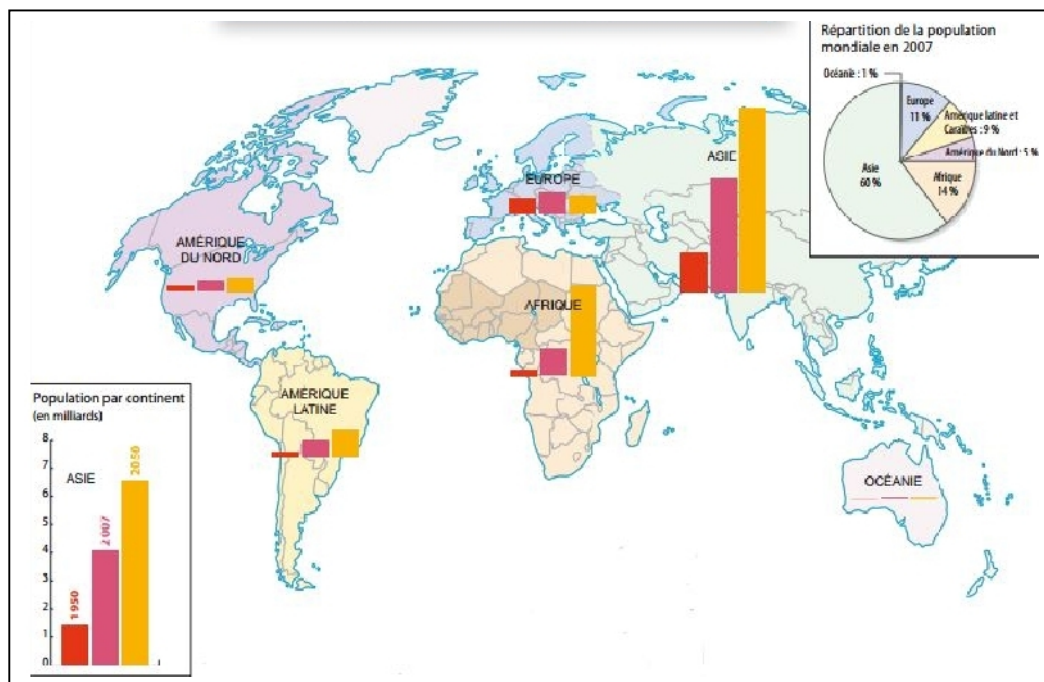 Répartition de la population
mondiale en 2007
Océanie : 1 %
Europe
11 %
Amérique latine et
Caraïbes : 9 %
Amérique du Nord : 5 %
Afrique
14 %
Asie
60 %
ASIE
EUROPE
AMÉRIQUE
DU NORD
AFRIQUE
AMÉRIQUE
LATINE
OCÉANIE
Population par continent
(en milliards)
8
7
6
5
4
3
2
1
0
ASIE
1950
2007
2050